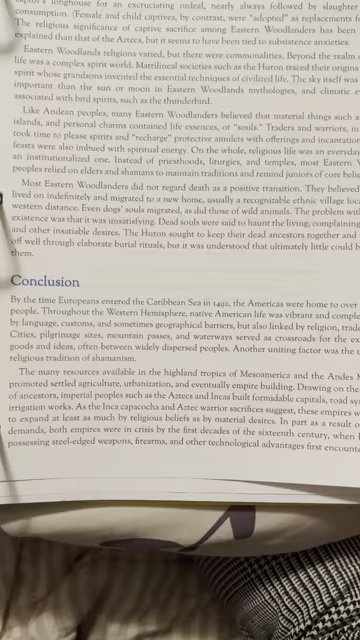 longhouse for an excruciating ordeal, nearly always followed by slaughter
consumption. (Female and child captives, by contrast, were "adopted" as replacements
The religious significance of captive sacrifice among Eastern Woodlanders has been
explained than that of the Aztecs, but it seems to have been tied to subsistence anxieties.
Eastern Woodlands religions varied, but there were commonalities. Beyond the realm
life was a complex spirit world. Matrilineal societies such as the Huron traced their origins
spirit whose grandsons invented the essential techniques of civilized life. The sky itself was
important than the sun or moon in Eastern Woodlands mythologies, and climatic
associated with bird spirits, such as the thunderbird.
Like Andean peoples, many Eastern Woodlanders believed that material things such
islands, and personal charms contained life essences, or "souls." Traders and warriors, in
took time to please spirits and "recharge" protective amulets with offerings and
feasts were also imbued with spiritual energy. On the whole, religious life was an everyday
an institutionalized one. Instead of priesthoods, liturgies, and temples, most Eastern
peoples relied on elders and shamans to maintain traditions and remind juniors of core
Most Eastern Woodlanders did not regard death as a positive transition. They believed
lived on indefinitely and migrated to a new home, usually a recognizable ethnic village
western distance. Even dogs' souls migrated, as did those of wild animals. The problem
existence was that it was unsatisfying. Dead souls were said to haunt the living, complaining
and other insatiable desires. The Huron sought to keep their dead ancestors together and
off well through elaborate burial rituals, but it was understood that ultimately little could
them.
Conclusion
By the time Europeans entered the Caribbean Sea in 1492, the Americas were home to over
people. Throughout the Western Hemisphere, native American life was vibrant and
by language, customs, and sometimes geographical barriers, but also linked by religion,
Cities, pilgrimage sites, mountain passes, and waterways served as crossroads for the
goods and ideas, often between widely dispersed peoples. Another uniting factor was the
religious tradition of shamanism.
The many resources available in the highland tropics of Mesoamerica and the Andes
promoted settled agriculture, urbanization, and eventually empire building. Drawing on the
of ancestors, imperial peoples such as the Aztecs and Incas built formidable capitals, road
irrigation works. As the Inca capacocha and Aztec warrior sacrifices suggest, these empires
to expand at least as much by religious beliefs as by material desires. In part as a result
demands, both empires were in crisis by the first decades of the sixteenth century, when
possessing steel-edged weapons, firearms, and other technological advantages first